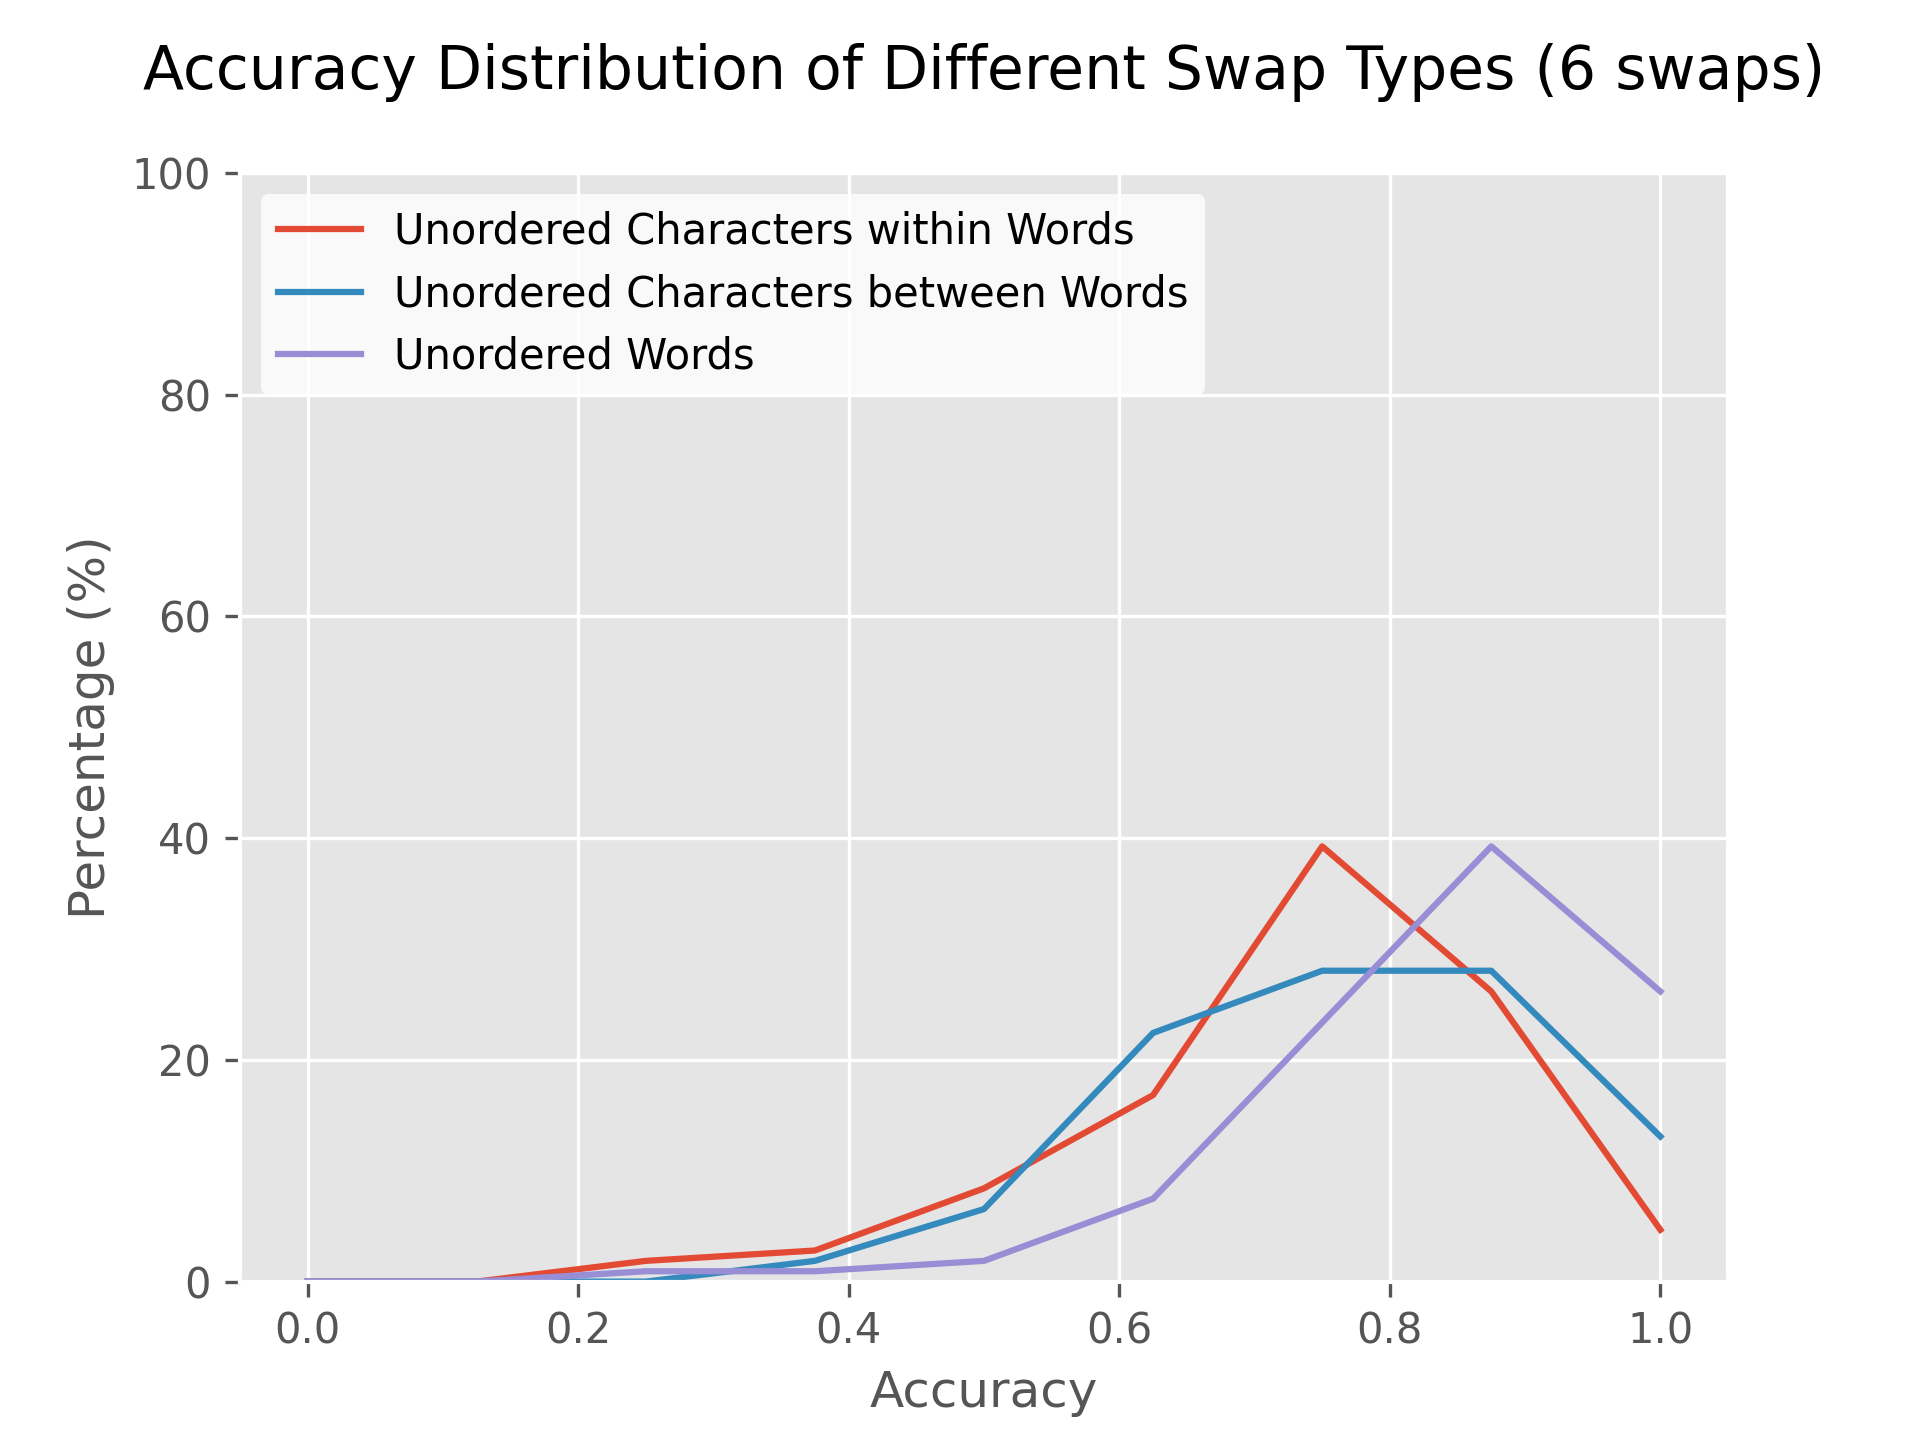 Accuracy Distribution of Different Swap Types (6 swaps)
100
80
60
40
20
0
Percentage (%)
Unordered Characters within Words
Unordered Characters between Words
Unordered Words
0.0 0.2 0.4 0.6 0.8 1.0
Accuracy